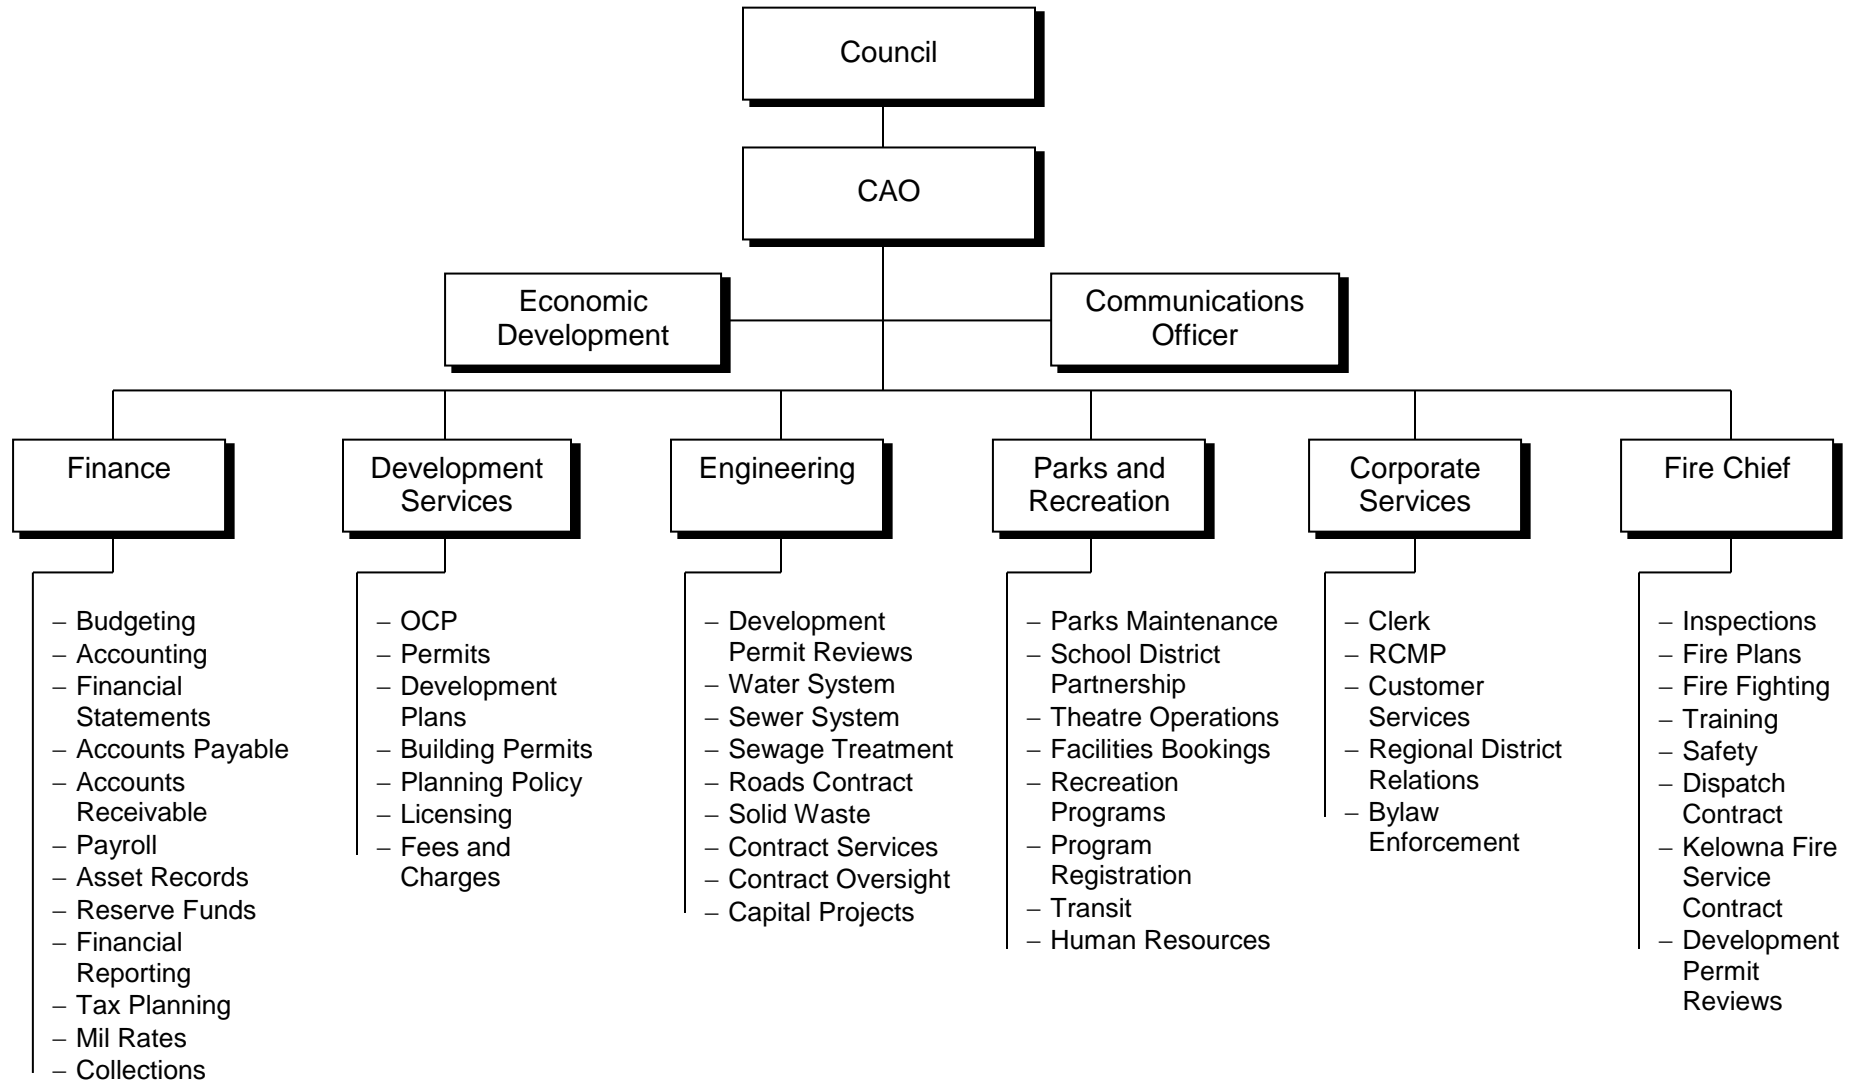 Council
CAO
Economic
Development
Communications
Officer
Finance
Development
Services
Engineering
Parks and
Recreation
Corporate
Services
Fire Chief
– Budgeting
– Accounting
– Financial
Statements
– Accounts Payable
– Accounts
Receivable
– Payroll
– Asset Records
– Reserve Funds
– Financial
Reporting
– Tax Planning
– Mil Rates
– Collections
– OCP
– Permits
– Development
Plans
– Building Permits
– Planning Policy
– Licensing
– Fees and
Charges
– Development
Permit Reviews
– Water System
– Sewer System
– Sewage Treatment
– Roads Contract
– Solid Waste
– Contract Services
– Contract Oversight
– Capital Projects
– Parks Maintenance
– School District
Partnership
– Theatre Operations
– Facilities Bookings
– Recreation
Programs
– Program
Registration
– Transit
– Human Resources
– Clerk
– RCMP
– Customer
Services
– Regional District
Relations
– Bylaw
Enforcement
– Inspections
– Fire Plans
– Fire Fighting
– Training
– Safety
– Dispatch
Contract
– Kelowna Fire
Service
Contract
– Development
Permit
Reviews